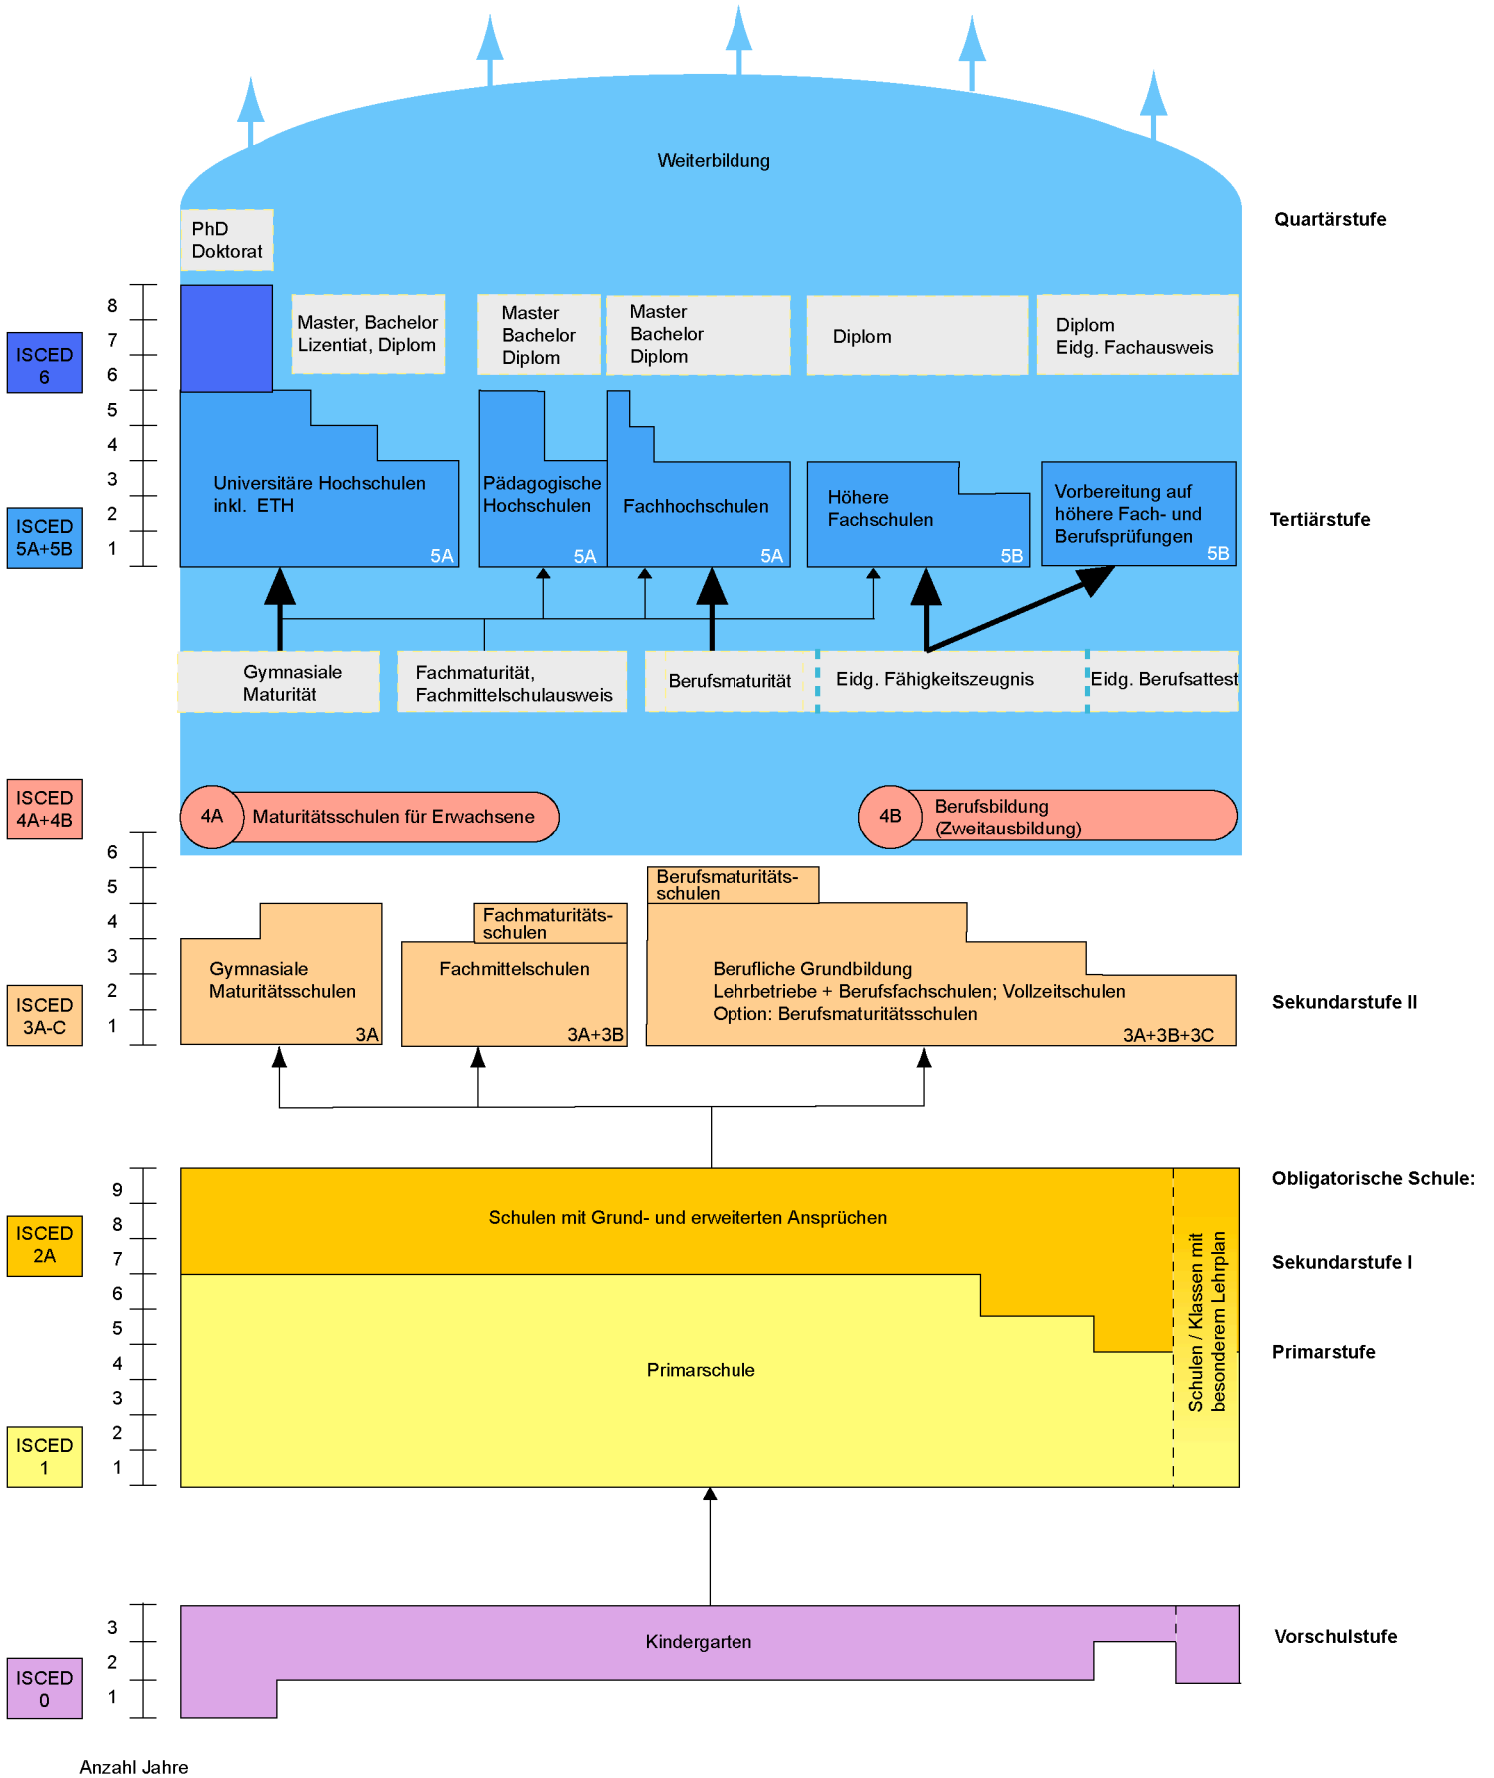 Weiterbildung
Quartärstufe
PhD
Doktorat
8
7
6
5
4
3
2
1
ISCED
6
Master, Bachelor
Lizentiat, Diplom
Master
Bachelor
Diplom
Master
Bachelor
Diplom
Diplom
Diplom
Eidg. Fachausweis
ISCED
5A+5B
Universitäre Hochschulen
inkl. ETH
5A
Pädagogische
Hochschulen
5A
Fachhochschulen
5A
Höhere
Fachschulen
5B
Vorbereitung auf
höhere Fach- und
Berufsprüfungen
5B
Tertiärstufe
Gymnasiale
Maturität
Fachmaturität,
Fachmittelschulausweis
Berufsmaturität
Eidg. Fähigkeitszeugnis
Eidg. Berufsattest
ISCED
4A+4B
4A
Maturitätsschulen für Erwachsene
4B
Berufsbildung
(Zweitausbildung)
6
5
4
3
2
1
ISCED
3A-C
Gymnasiale
Maturitätsschulen
3A
Fachmaturitäts-
schulen
Fachmittelschulen
3A+3B
Berufsmaturitäts-
schulen
Berufliche Grundbildung
Lehrbetriebe + Berufsfachschulen; Vollzeitschulen
Option: Berufsmaturitätsschulen
3A+3B+3C
Sekundarstufe II
9
8
7
6
5
4
3
2
1
ISCED
2A
Schulen mit Grund- und erweiterten Ansprüchen
Schulen / Klassen mit
besonderem Lehrplan
Obligatorische Schule:
Sekundarstufe I
Primarstufe
Primarschule
ISCED
1
3
2
1
ISCED
0
Kindergarten
Vorschulstufe
Anzahl Jahre